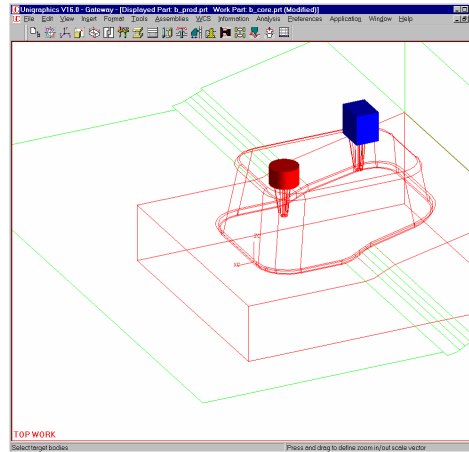 Unigraphics V16.0 - Gateway - [Displayed Part: b_prod.prt Work Part: b_core.prt (Modified)]
File Edit View Insert Format Tools Assemblies WCS Information Analysis Preferences Application Window Help
ZC
XC
TOP WORK
Select target bodies Press and drag to define zoom in/out scale vector